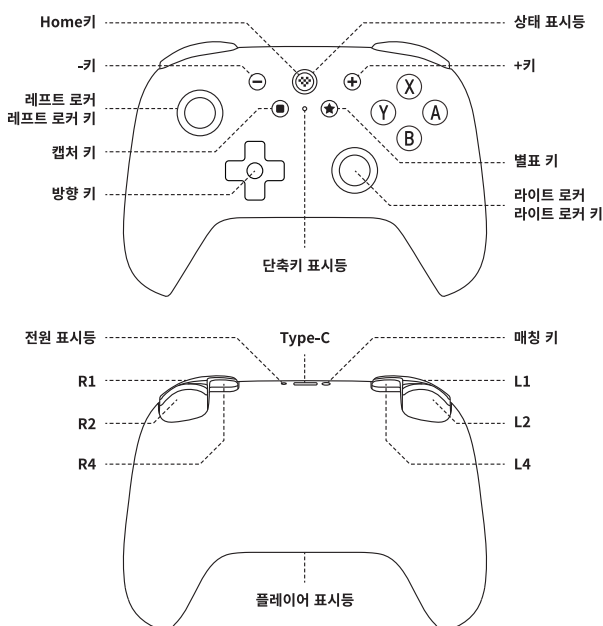 Home키
상태 표시등
-키
+키
X
레프트 로커
레프트 로커 키
Y
A
B
캡처 키
별표 키
방향 키
라이트 로커
라이트 로커 키
단축키 표시등
전원 표시등
Type-C
매칭 키
R1
L1
R2
L2
R4
L4
플레이어 표시등